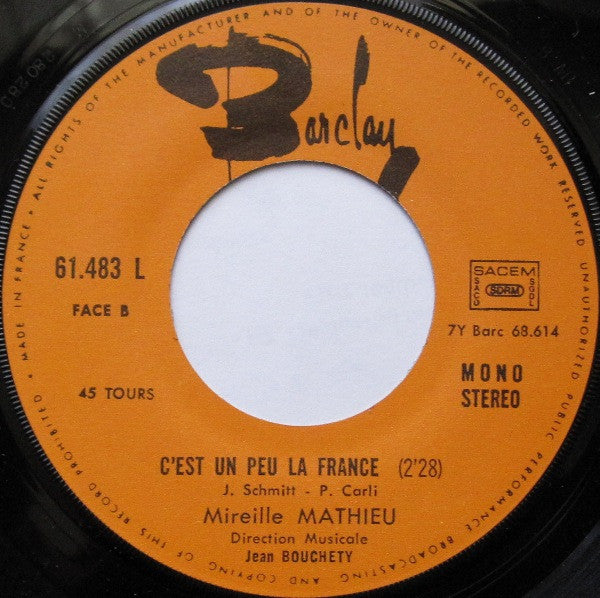 ALL RIGHTS OF THE MANUFACTURER AND OF THE OWNER OF THE RECORDED WORK RESERVED UNAUTHORIZED PUBLIC PERFORMANCE BROADCASTING AND COPYING OF THIS RECORD PROHIBITED • MADE IN FRANCE •
Barclay
61.483 L
FACE B
SACEM
SACD SDRM SGDL
7Y Barc 68.614
45 TOURS
MONO
STEREO
C'EST UN PEU LA FRANCE (2'28)
J. Schmitt - P. Carli
Mireille MATHIEU
Direction Musicale
Jean BOUCHETY